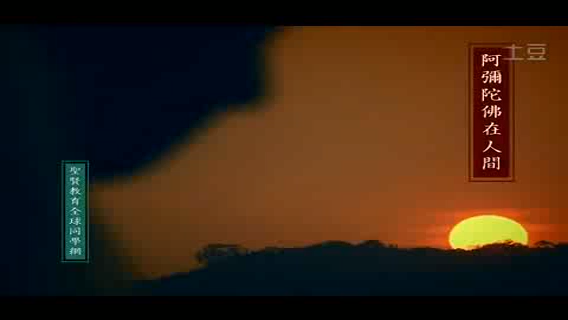 土豆
阿彌陀佛在人間
聖賢教育全球同學網